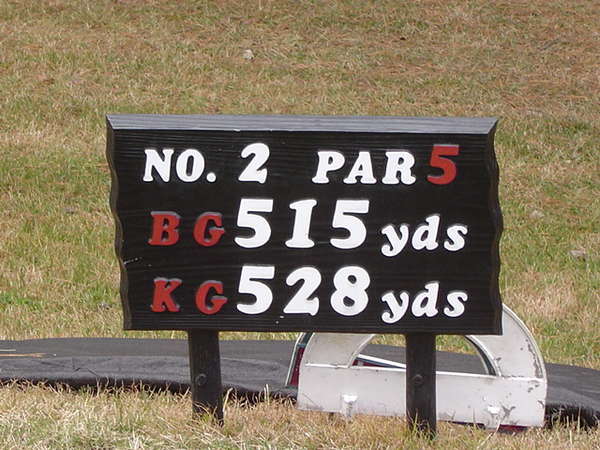 NO. 2 PAR 5
BG 515 yds
KG 528 yds